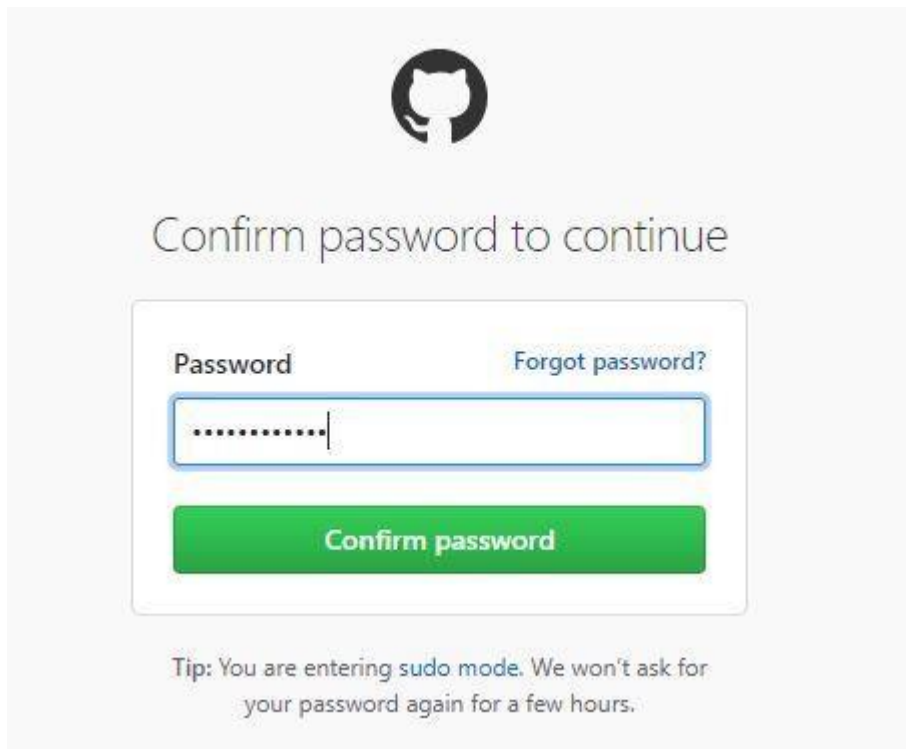 Confirm password to continue
Password Forgot password?
••••••••••••
Confirm password
Tip: You are entering sudo mode. We won't ask for
your password again for a few hours.